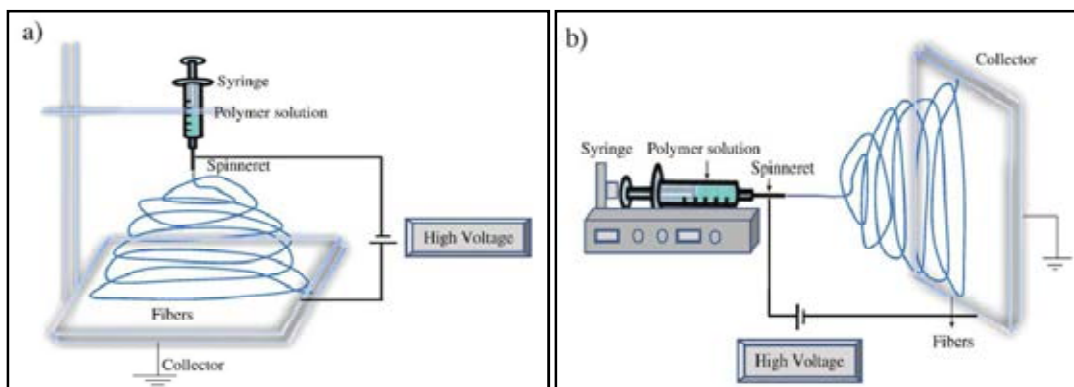 a)
Syringe
Polymer solution
Spinneret
High Voltage
Fibers
Collector
b)
Collector
Syringe
Polymer solution
Spinneret
Fibers
High Voltage